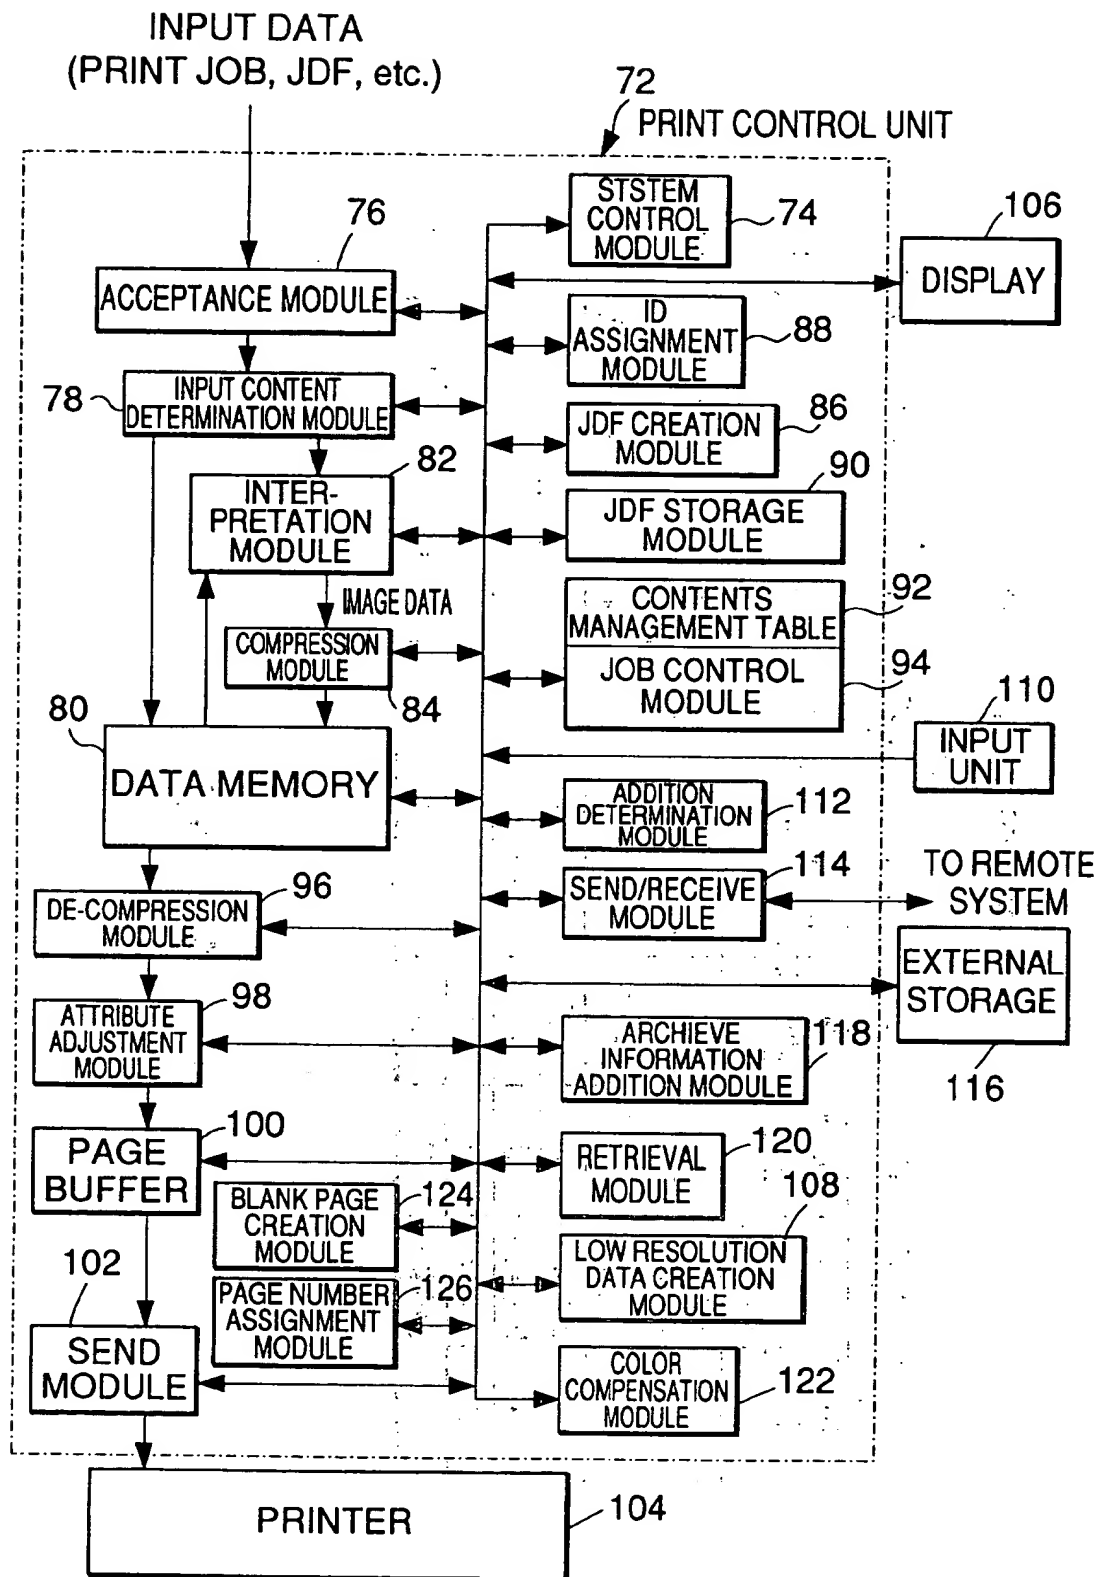 INPUT DATA
(PRINT JOB, JDF, etc.)
72
PRINT CONTROL UNIT
STSTEM
CONTROL
MODULE
74
76
ACCEPTANCE MODULE
106
DISPLAY
ID
ASSIGNMENT
MODULE
88
78
INPUT CONTENT
DETERMINATION MODULE
86
JDF CREATION
MODULE
82
INTER-
PRETATION
MODULE
90
JDF STORAGE
MODULE
IMAGE DATA
CONTENTS
MANAGEMENT TABLE
92
COMPRESSION
MODULE
84
JOB CONTROL
MODULE
94
80
DATA MEMORY
110
INPUT
UNIT
ADDITION
DETERMINATION
MODULE
112
SEND/RECEIVE
MODULE
114
TO REMOTE
SYSTEM
DE-COMPRESSION
MODULE
96
EXTERNAL
STORAGE
116
98
ATTRIBUTE
ADJUSTMENT
MODULE
ARCHIEVE
INFORMATION
ADDITION MODULE
118
100
PAGE
BUFFER
RETRIEVAL
MODULE
120
BLANK PAGE
CREATION
MODULE
124
108
LOW RESOLUTION
DATA CREATION
MODULE
PAGE NUMBER
ASSIGNMENT
MODULE
126
102
SEND
MODULE
COLOR
COMPENSATION
MODULE
122
PRINTER
104